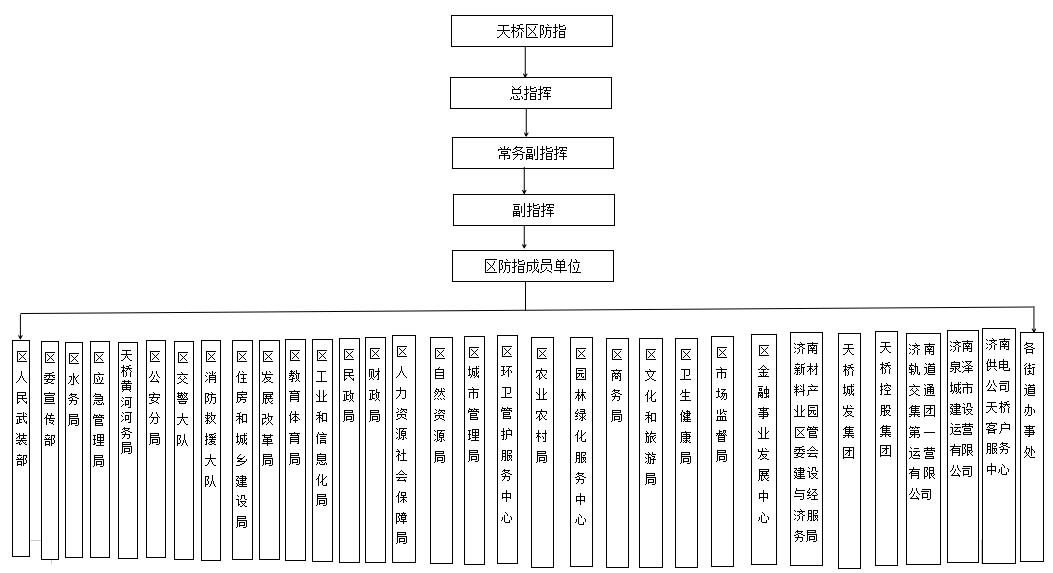 天桥区防指
总指挥
常务副指挥
副指挥
区防指成员单位
区人民武装部
区委宣传部
区水务局
区应急管理局
天桥黄河河务局
区公安分局
区交警大队
区消防救援大队
区住房和城乡建设局
区发展改革局
区教育体育局
区工业和信息化局
区民政局
区财政局
区人力资源社会保障局
区自然资源局
区城市管理局
区环卫管护服务中心
区农业农村局
区园林绿化服务中心
区商务局
区文化和旅游局
区卫生健康局
区市场监督局
区金融事业发展中心
济南新材料产业园区管委会建设与经济服务局
天桥城发集团
天桥控股集团
济南轨道交通集团第一运营有限公司
济南泉泽城市建设运营有限公司
济南供电公司天桥客户服务中心
各街道办事处